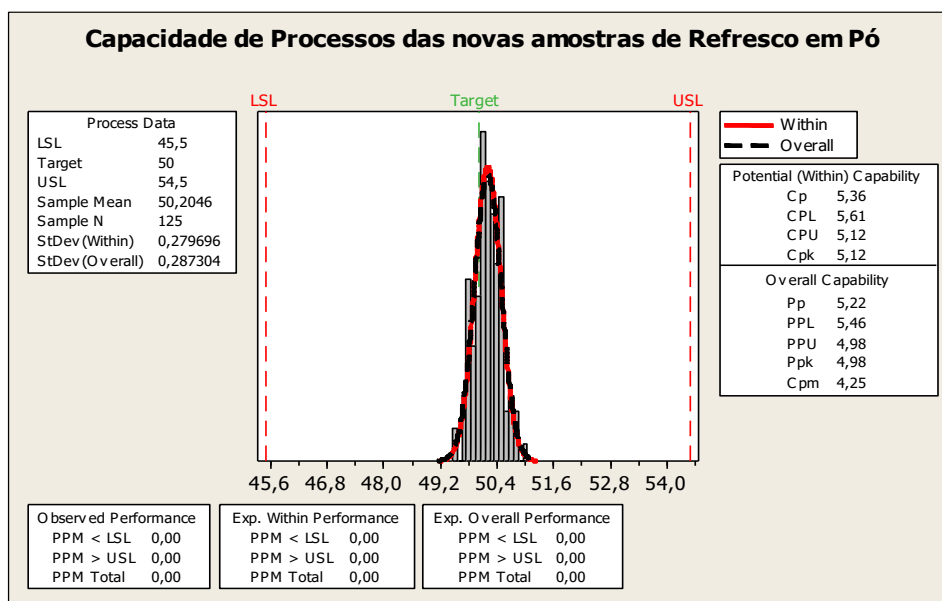 Capacidade de Processos das novas amostras de Refresco em Pó
LSL Target USL
Process Data
LSL 45,5
Target 50
USL 54,5
Sample Mean 50,2046
Sample N 125
StDev(Within) 0,279696
StDev(Overall) 0,287304
Within
Overall
Potential (Within) Capability
Cp 5,36
CPL 5,61
CPU 5,12
Cpk 5,12
Overall Capability
Pp 5,22
PPL 5,46
PPU 4,98
Ppk 4,98
Cpm 4,25
45,6 46,8 48,0 49,2 50,4 51,6 52,8 54,0
Observed Performance
PPM < LSL 0,00
PPM > USL 0,00
PPM Total 0,00
Exp. Within Performance
PPM < LSL 0,00
PPM > USL 0,00
PPM Total 0,00
Exp. Overall Performance
PPM < LSL 0,00
PPM > USL 0,00
PPM Total 0,00